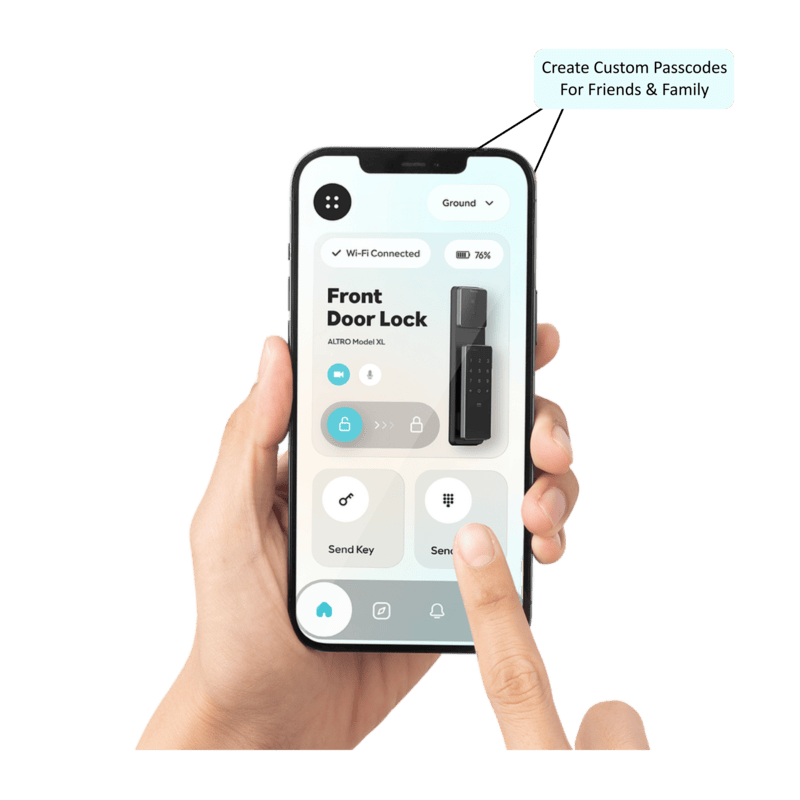 Create Custom Passcodes
For Friends & Family
Ground
Wi-Fi Connected
76%
Front
Door Lock
ALTRO Model XL
Send Key